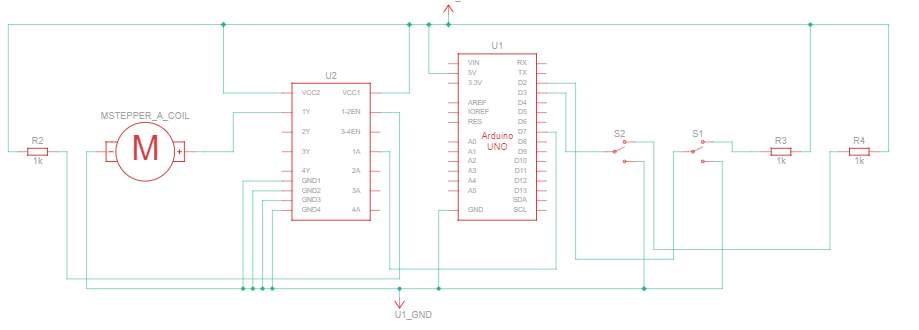 U2
VCC2
VCC1
1Y
1-2EN
2Y
3-4EN
3Y
1A
4Y
2A
GND1
GND2
3A
GND3
GND4
4A
U1
VIN
RX
5V
TX
3.3V
D2
D3
AREF
D4
IOREF
D5
RES
D6
D7
A0
D8
A1
D9
A2
D10
A3
D11
A4
D12
A5
D13
SDA
GND
SCL
Arduino
UNO
MSTEPPER_A_COIL
M
+
-
R2
1k
S2
S1
R3
1k
R4
1k
U1_GND